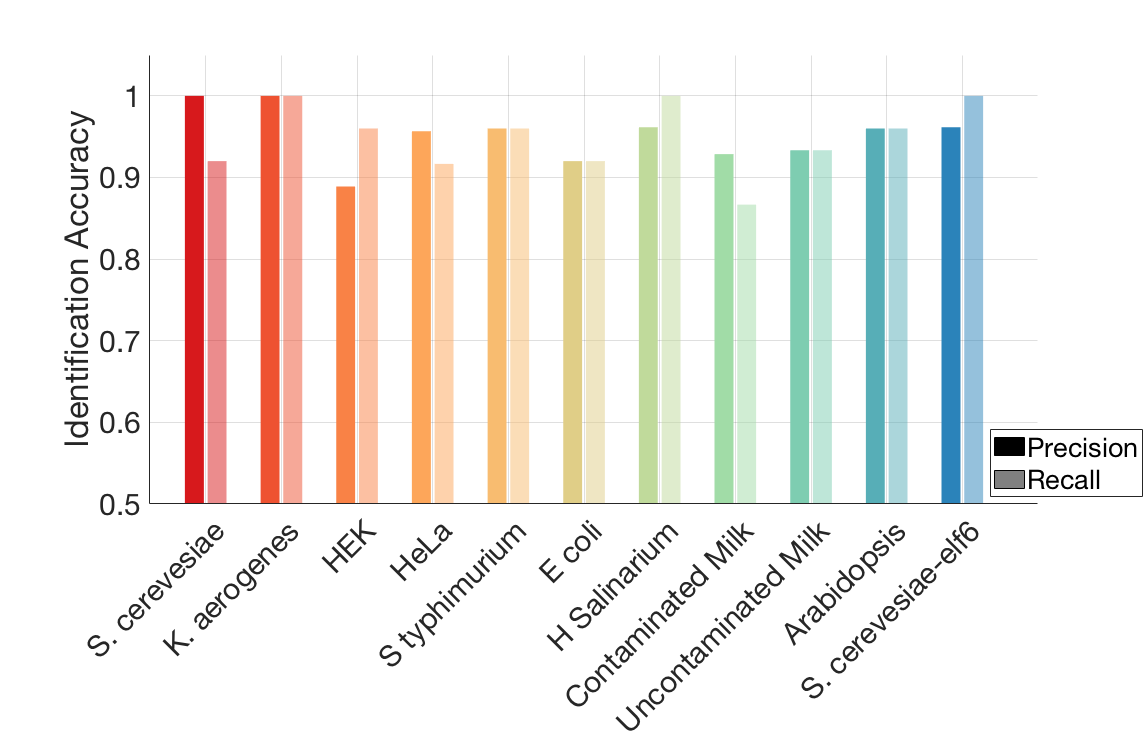 Identification Accuracy
1
0.9
0.8
0.7
0.6
0.5
S. cerevesiae
K. aerogenes
HEK
HeLa
S typhimurium
E coli
H Salinarium
Contaminated Milk
Uncontaminated Milk
Arabidopsis
S. cerevesiae-elf6
Precision
Recall